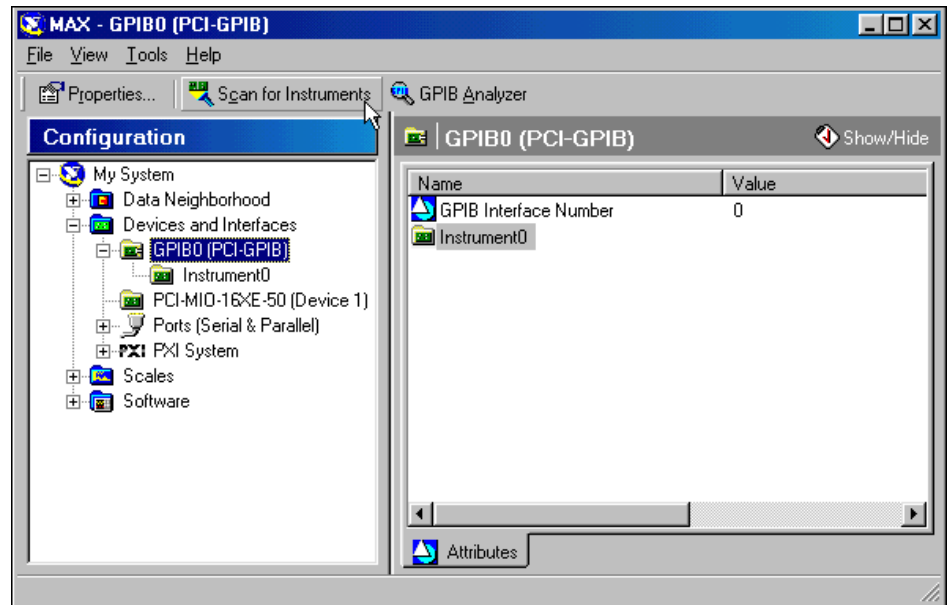 MAX - GPIB0 (PCI-GPIB)
File View Tools Help
Properties... Scan for Instruments GPIB Analyzer
Configuration
My System
Data Neighborhood
Devices and Interfaces
GPIB0 (PCI-GPIB)
Instrument0
PCI-MIO-16XE-50 (Device 1)
Ports (Serial & Parallel)
PXI PXI System
Scales
Software
GPIB0 (PCI-GPIB) Show/Hide
Name Value
GPIB Interface Number 0
Instrument0
Attributes